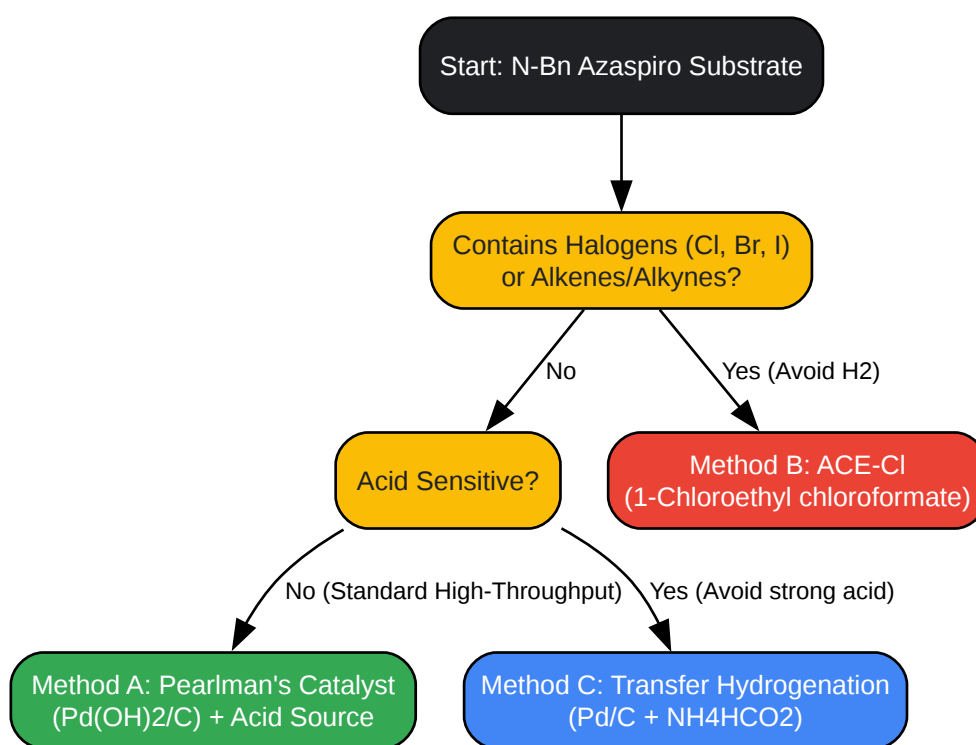 Start: N-Bn Azaspiro Substrate
Contains Halogens (Cl, Br, I)
or Alkenes/Alkynes?
No
Yes (Avoid H2)
Acid Sensitive?
Method B: ACE-Cl
(1-Chloroethyl chloroformate)
No (Standard High-Throughput)
Yes (Avoid strong acid)
Method A: Pearlman's Catalyst
(Pd(OH)2/C) + Acid Source
Method C: Transfer Hydrogenation
(Pd/C + NH4HCO2)